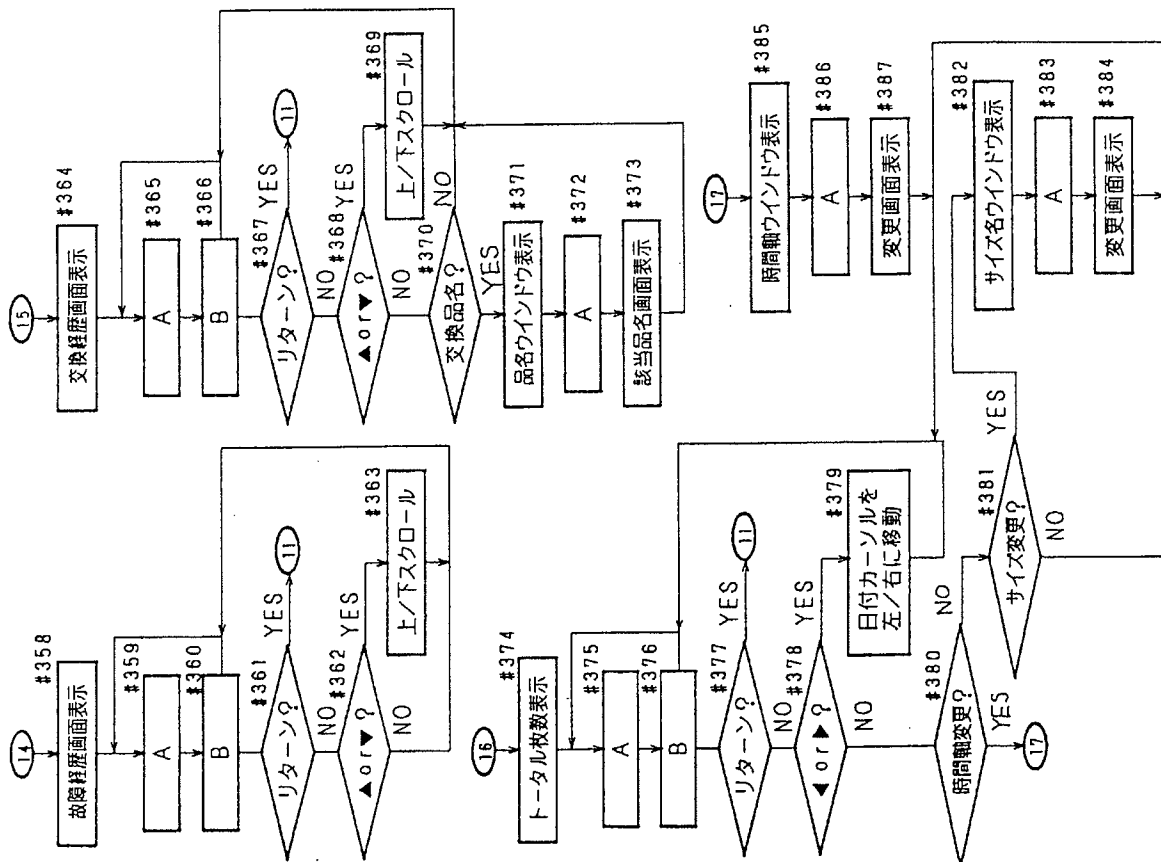 14
#358
故障経歴画面表示
#359
A
#360
B
#361
リターン?
YES
11
NO
#362
▲or▼?
YES
#363
上/下スクロール
NO
15
#364
交換経歴画面表示
#365
A
#366
B
#367
リターン?
YES
11
NO
#368
▲or▼?
YES
#369
上/下スクロール
NO
#370
交換品名?
NO
YES
#371
品名ウインドウ表示
#372
A
#373
該当品名画面表示
16
#374
トータル枚数表示
#375
A
#376
B
#377
リターン?
YES
11
NO
#378
◀or▶?
YES
#379
日付カーソルを
左/右に移動
NO
#380
時間軸変更?
NO
YES
17
#381
サイズ変更?
YES
NO
#382
サイズ名ウインドウ表示
#383
A
#384
変更画面表示
17
#385
時間軸ウインドウ表示
#386
A
#387
変更画面表示